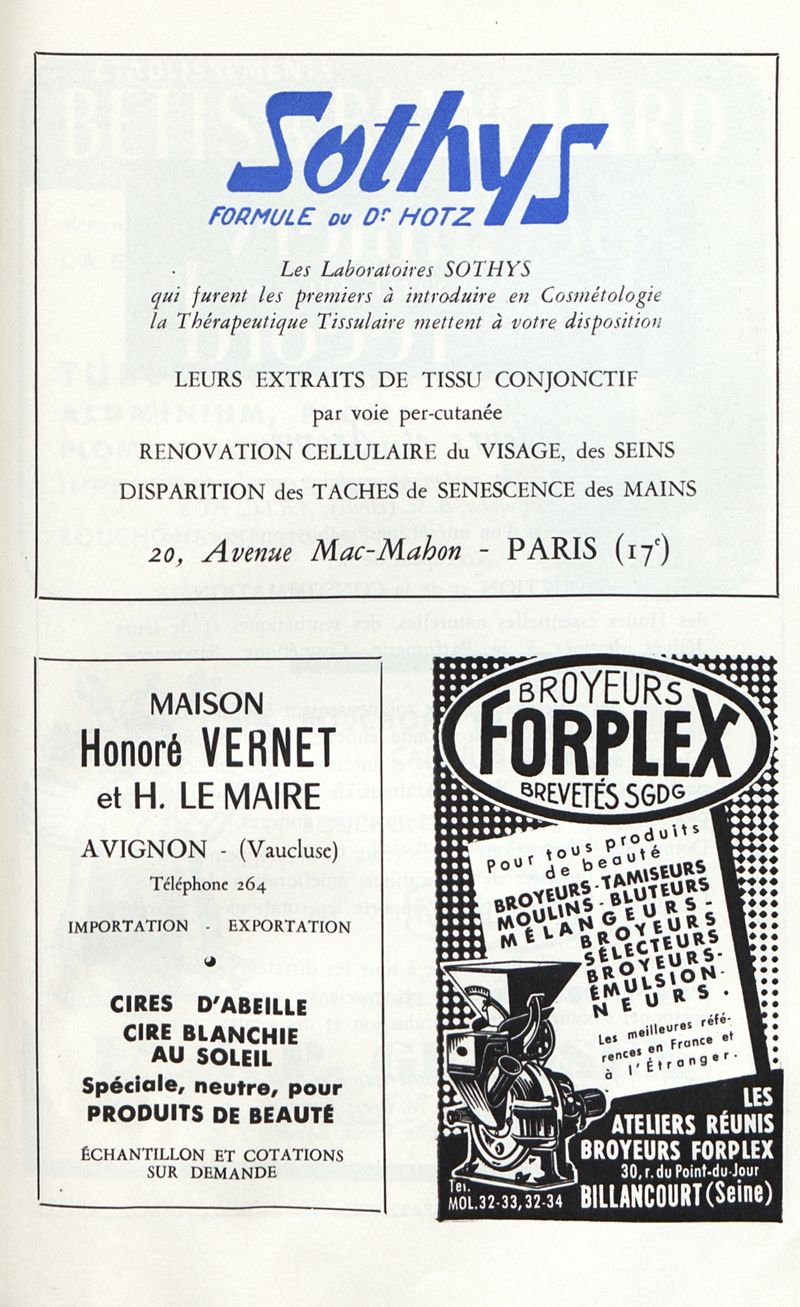 Sothys
FORMULE DU Dr HOTZ
Les Laboratoires SOTHYS
qui furent les premiers à introduire en Cosmétologie
la Thérapeutique Tissulaire mettent à votre disposition
LEURS EXTRAITS DE TISSU CONJONCTIF
par voie per-cutanée
RENOVATION CELLULAIRE du VISAGE, des SEINS
DISPARITION des TACHES de SENESCENCE des MAINS
20, Avenue Mac-Mahon - PARIS (17e)
MAISON
Honoré VERNET
et H. LE MAIRE
AVIGNON - (Vaucluse)
Téléphone 264
IMPORTATION - EXPORTATION
CIRES D'ABEILLE
CIRE BLANCHIE
AU SOLEIL
Spéciale, neutre, pour
PRODUITS DE BEAUTÉ
ÉCHANTILLON ET COTATIONS
SUR DEMANDE
BROYEURS
FORPLEX
BREVETÉS SGDG
Pour tous produits
de beauté
BROYEURS-TAMISEURS
MOULINS-BLUTEURS
MÉLANGEURS-
BROYEURS
SÉLECTEURS
BROYEURS-
ÉMULSION-
NEURS.
Les meilleures réfé-
rences en France et
à l'Étranger.
LES
ATELIERS RÉUNIS
BROYEURS FORPLEX
30, r. du Point-du-Jour
BILLANCOURT (Seine)
Tél.
MOL. 32-33, 32-34